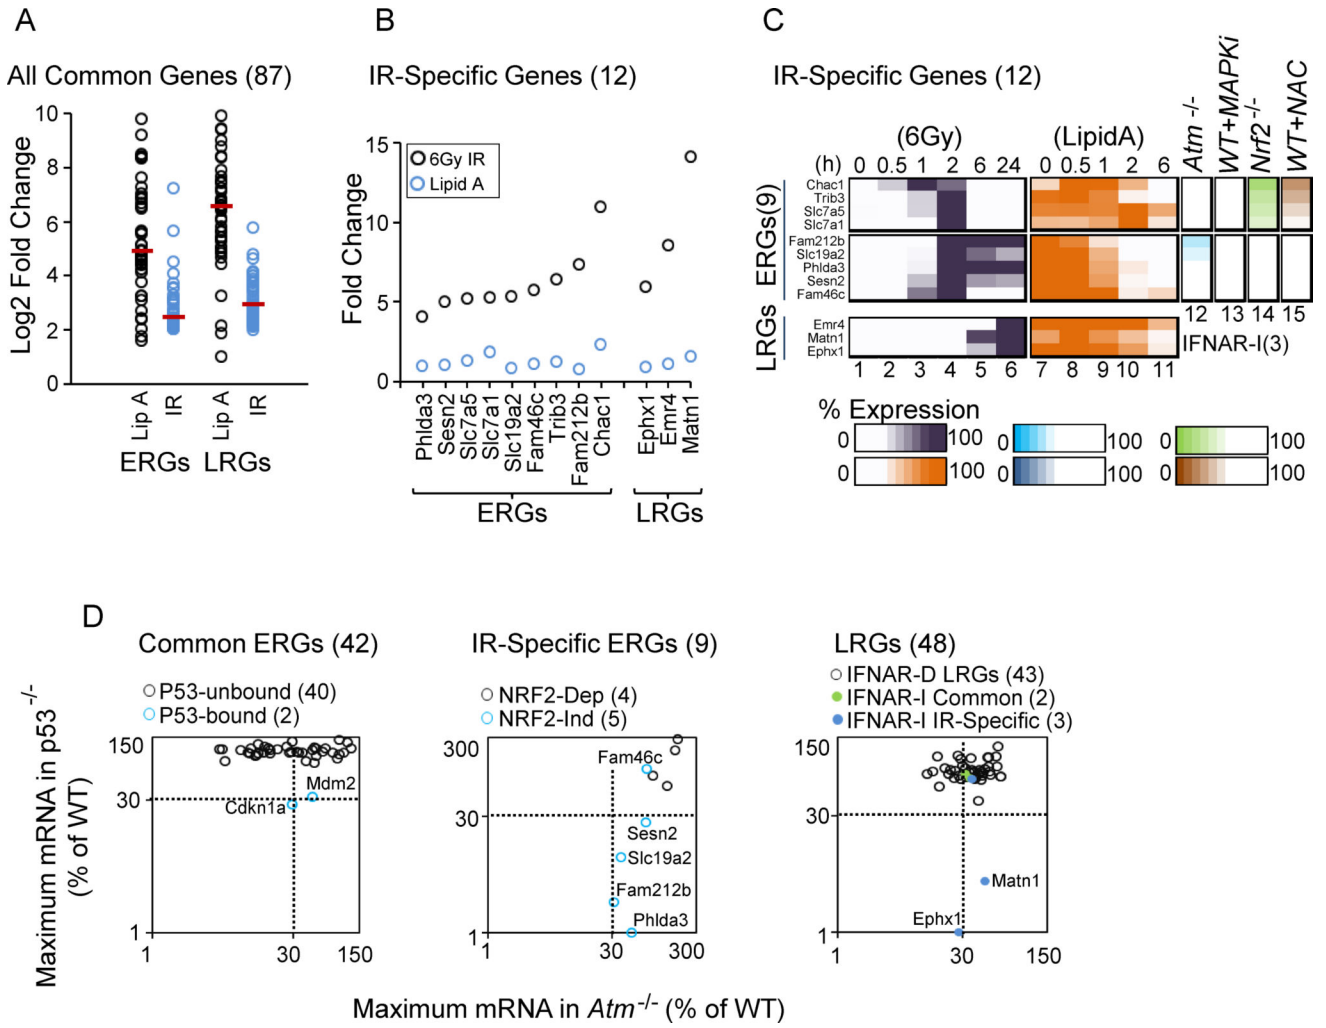 A
All Common Genes (87)
Log2 Fold Change
10
8
6
4
2
0
Lip A
IR
Lip A
IR
ERGs
LRGs
B
IR-Specific Genes (12)
Fold Change
15
10
5
0
6Gy IR
Lipid A
Phlda3
Sesn2
Slc7a5
Slc7a1
Slc19a2
Fam46c
Trib3
Fam212b
Chac1
Ephx1
Emr4
Matn1
ERGs
LRGs
C
IR-Specific Genes (12)
(6Gy)
(LipidA)
Atm -/-
WT+MAPKi
Nrf2-/-
WT+NAC
(h) 0 0.5 1 2 6 24
0 0.5 1 2 6
ERGs(9)
Chac1
Trib3
Slc7a5
Slc7a1
Fam212b
Slc19a2
Phlda3
Sesn2
Fam46c
12 13 14 15
LRGs
Emr4
Matn1
Ephx1
IFNAR-I(3)
1 2 3 4 5 6 7 8 9 10 11
% Expression
0 100
0 100
0 100
0 100
0 100
0 100
D
Maximum mRNA in p53-/-
(% of WT)
Common ERGs (42)
P53-unbound (40)
P53-bound (2)
150
30
1
Mdm2
Cdkn1a
1 30 150
IR-Specific ERGs (9)
NRF2-Dep (4)
NRF2-Ind (5)
300
30
1
Fam46c
Sesn2
Slc19a2
Fam212b
Phlda3
1 30 300
LRGs (48)
IFNAR-D LRGs (43)
IFNAR-I Common (2)
IFNAR-I IR-Specific (3)
150
30
1
Matn1
Ephx1
1 30 150
Maximum mRNA in Atm-/- (% of WT)